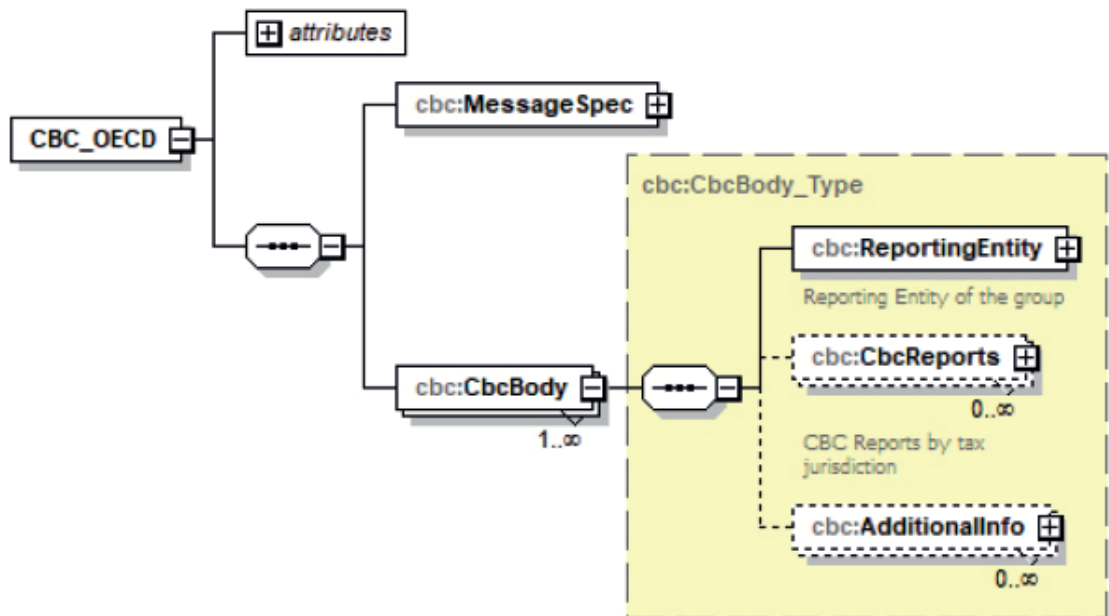 attributes
cbc:MessageSpec
CBC_OECD
cbc:CbcBody_Type
cbc:ReportingEntity
Reporting Entity of the group
cbc:CbcReports
0..∞
cbc:CbcBody
1..∞
CBC Reports by tax
jurisdiction
cbc:AdditionalInfo
0..∞